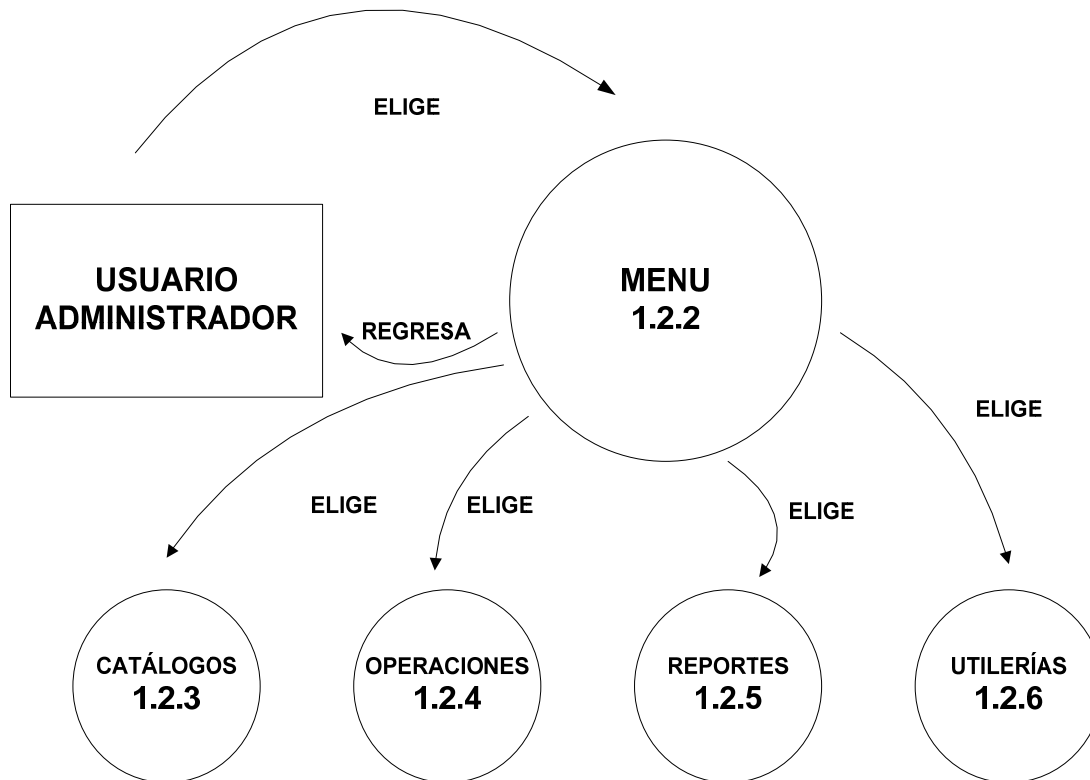 ELIGE
USUARIO
ADMINISTRADOR
MENU
1.2.2
REGRESA
ELIGE
ELIGE
ELIGE
ELIGE
CATÁLOGOS
1.2.3
OPERACIONES
1.2.4
REPORTES
1.2.5
UTILERÍAS
1.2.6